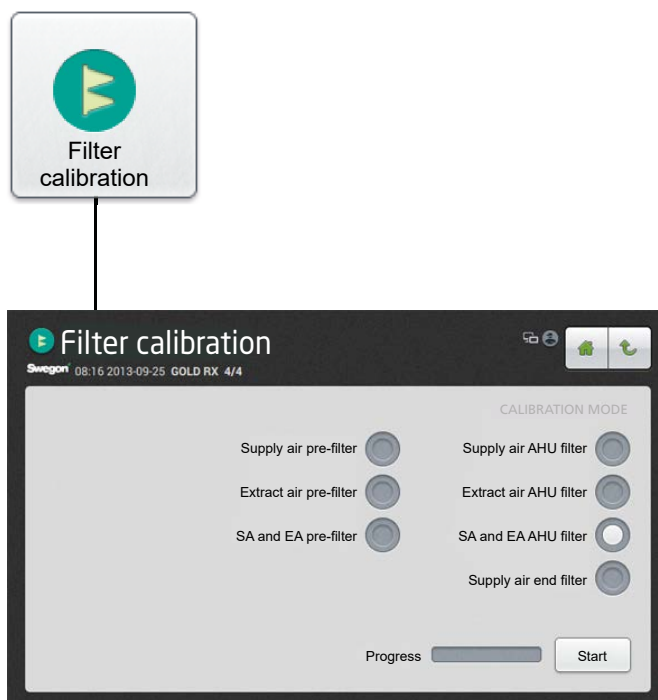 Filter
calibration
Filter calibration
Swegon 08:16 2013-09-25 GOLD RX 4/4
CALIBRATION MODE
Supply air pre-filter
Supply air AHU filter
Extract air pre-filter
Extract air AHU filter
SA and EA pre-filter
SA and EA AHU filter
Supply air end filter
Progress
Start